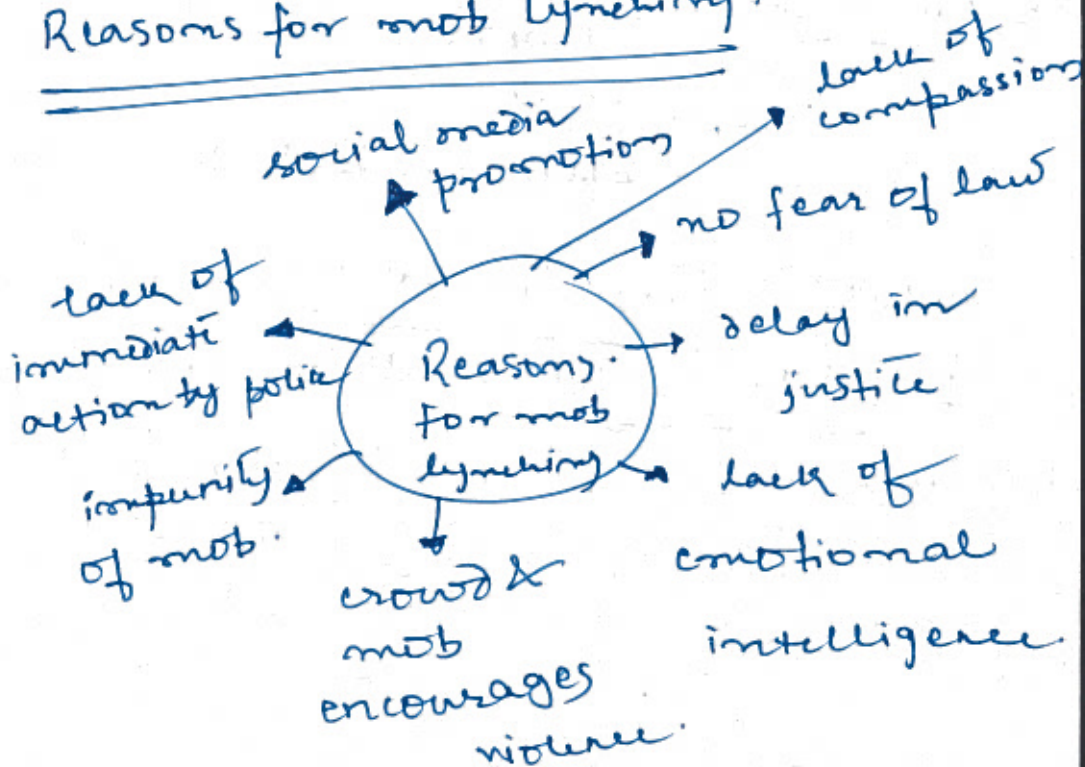 Reasons for mob lynching.
social media
promotion
lack of
compassion
no fear of law
delay in
justice
lack of
emotional
intelligence.
crowd &
mob
encourages
violence.
impunity
of mob.
lack of
immediate
action by police
Reasons
for mob
lynching